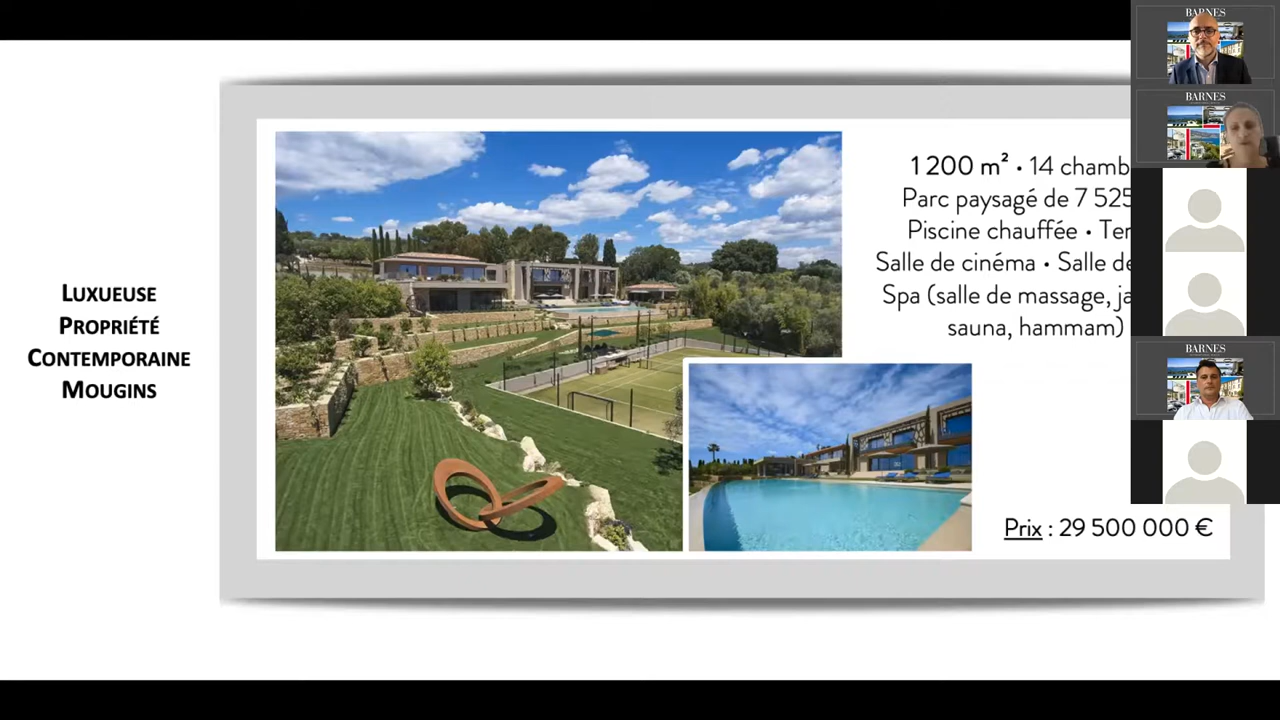 LUXUEUSE
PROPRIÉTÉ
CONTEMPORAINE
MOUGINS
1 200 m² • 14 chamb
Parc paysagé de 7 525
Piscine chauffée • Ter
Salle de cinéma • Salle de
Spa (salle de massage, ja
sauna, hammam)
Prix : 29 500 000 €
BARNES
BARNES
BARNES